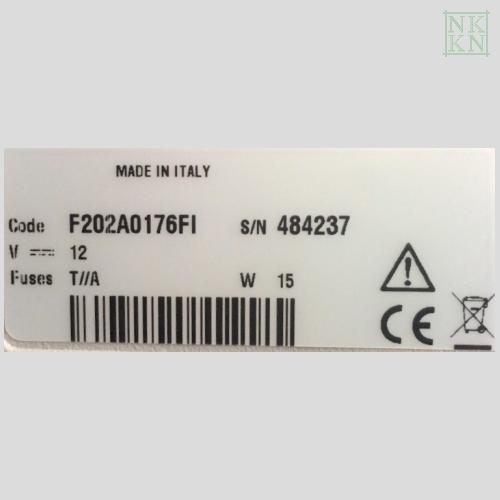 NK
KN
MADE IN ITALY
Code F202A0176FI S/N 484237
V 12
Fuses T//A W 15
CE